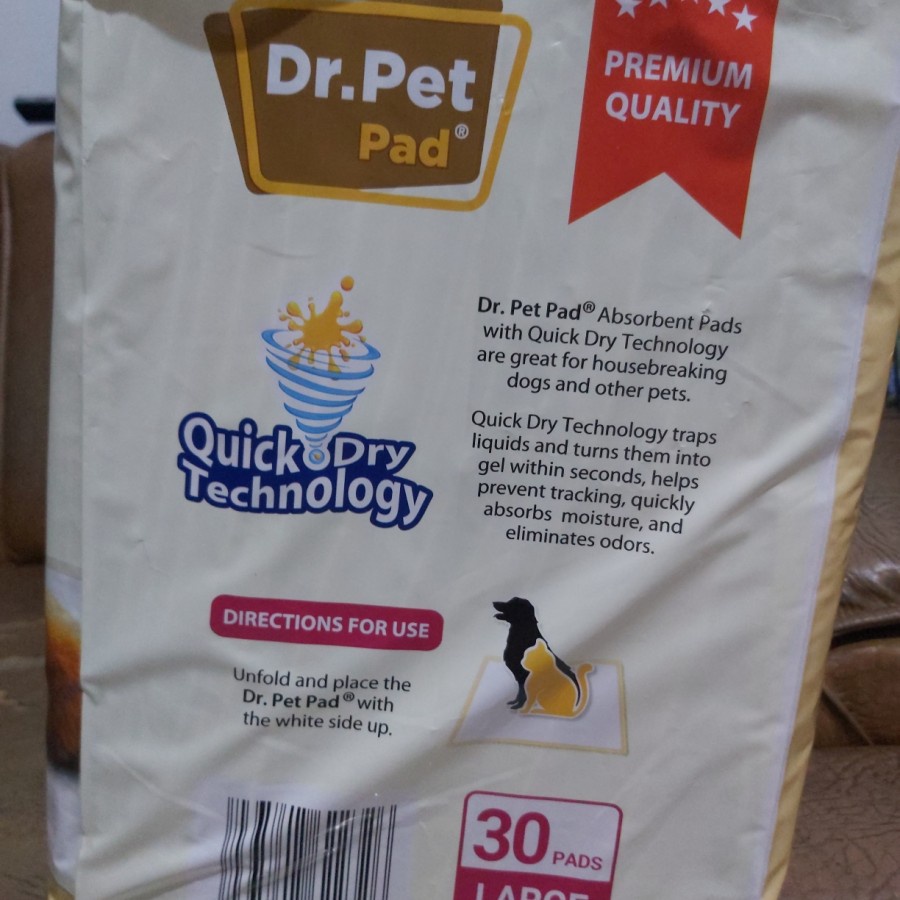 Dr.Pet
Pad®
PREMIUM
QUALITY
Dr. Pet Pad® Absorbent Pads
with Quick Dry Technology
are great for housebreaking
dogs and other pets.
Quick Dry
Technology
Quick Dry Technology traps
liquids and turns them into
gel within seconds, helps
prevent tracking, quickly
absorbs moisture, and
eliminates odors.
DIRECTIONS FOR USE
Unfold and place the
Dr. Pet Pad® with
the white side up.
30 PADS
LARGE